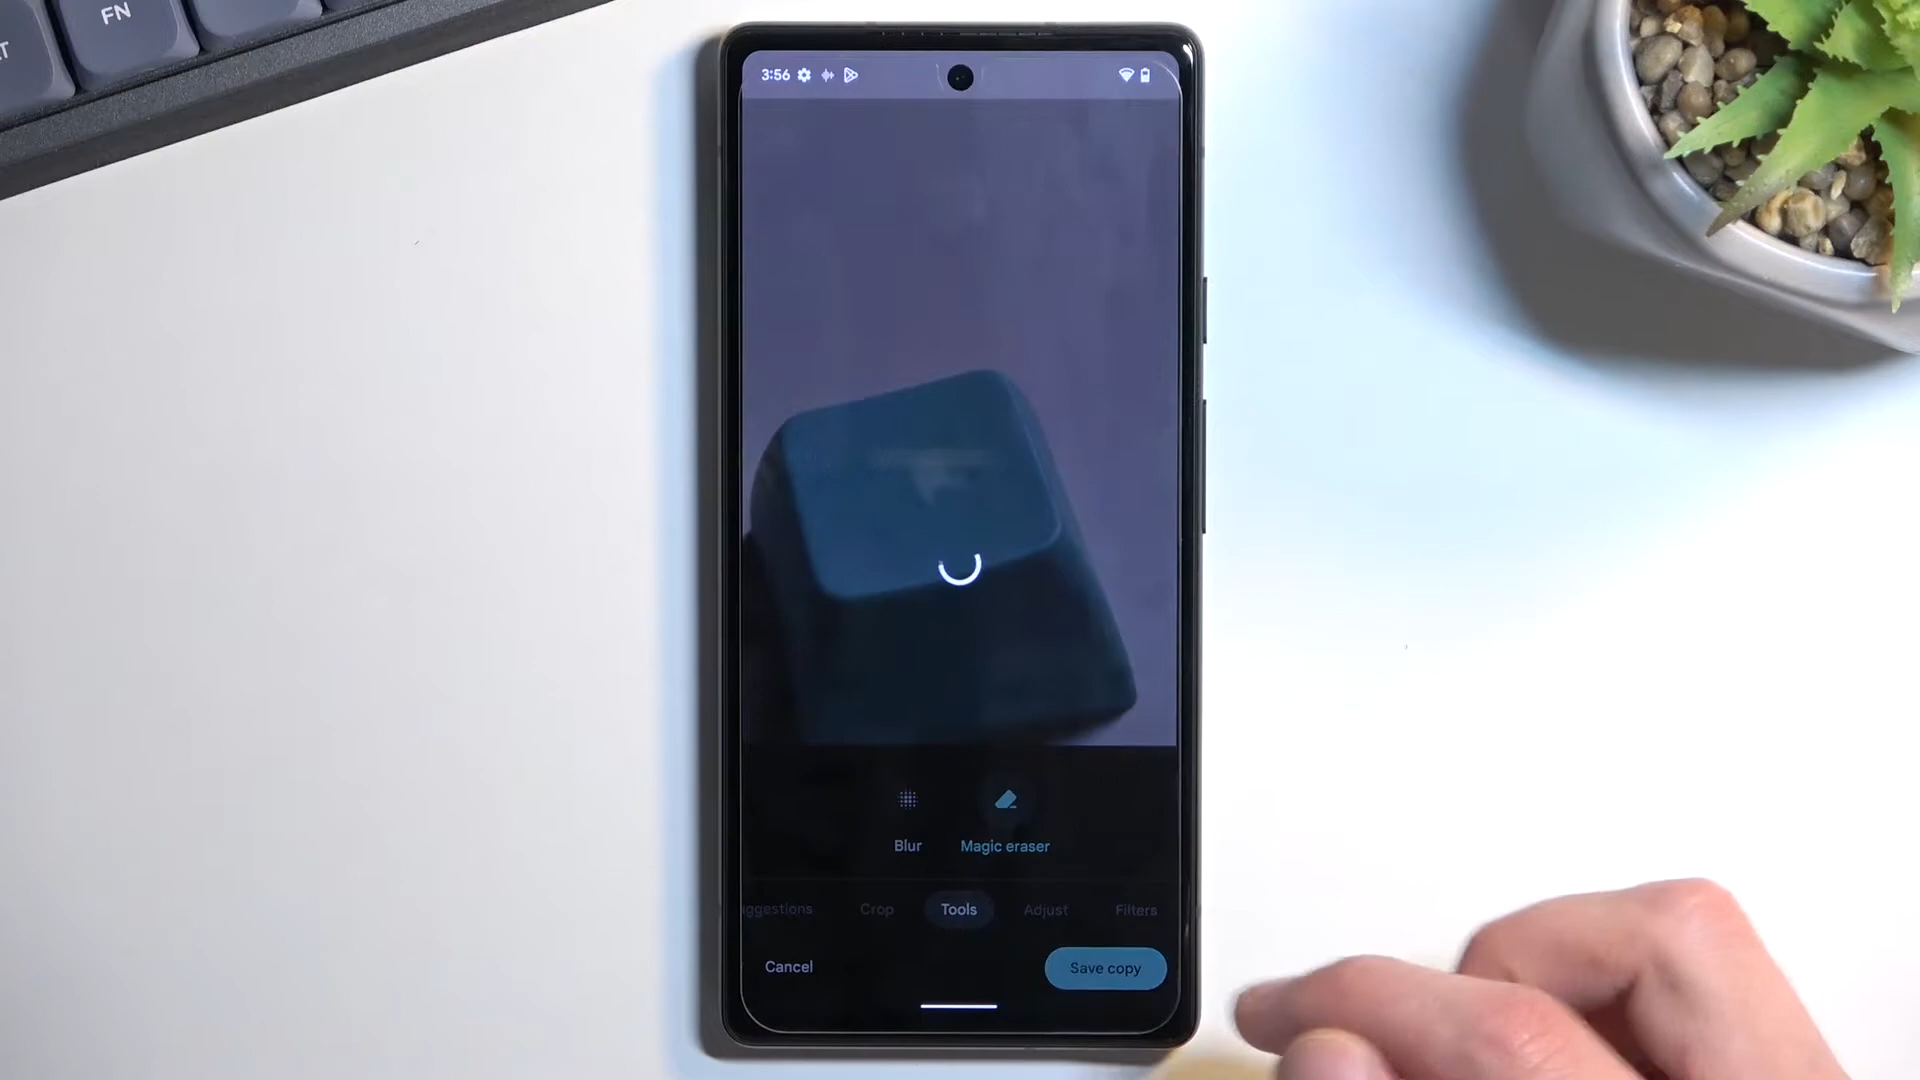 FN
3:56
Blur Magic eraser
ggestions Crop Tools Adjust Filters
Cancel Save copy